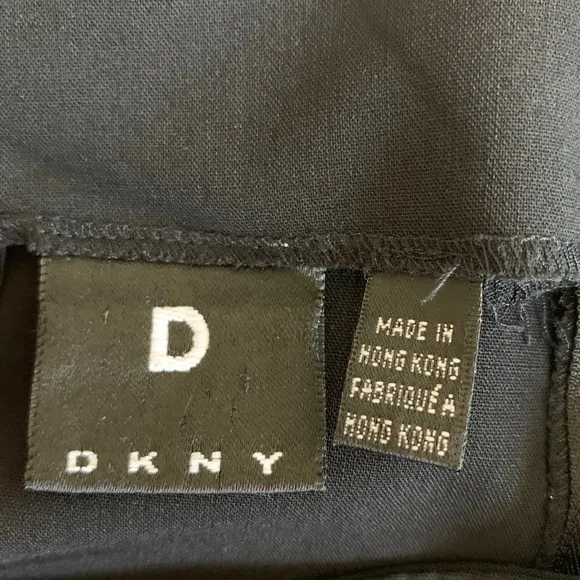 D
DKNY
MADE IN
HONG KONG
FABRIQUÉ A
HONG KONG